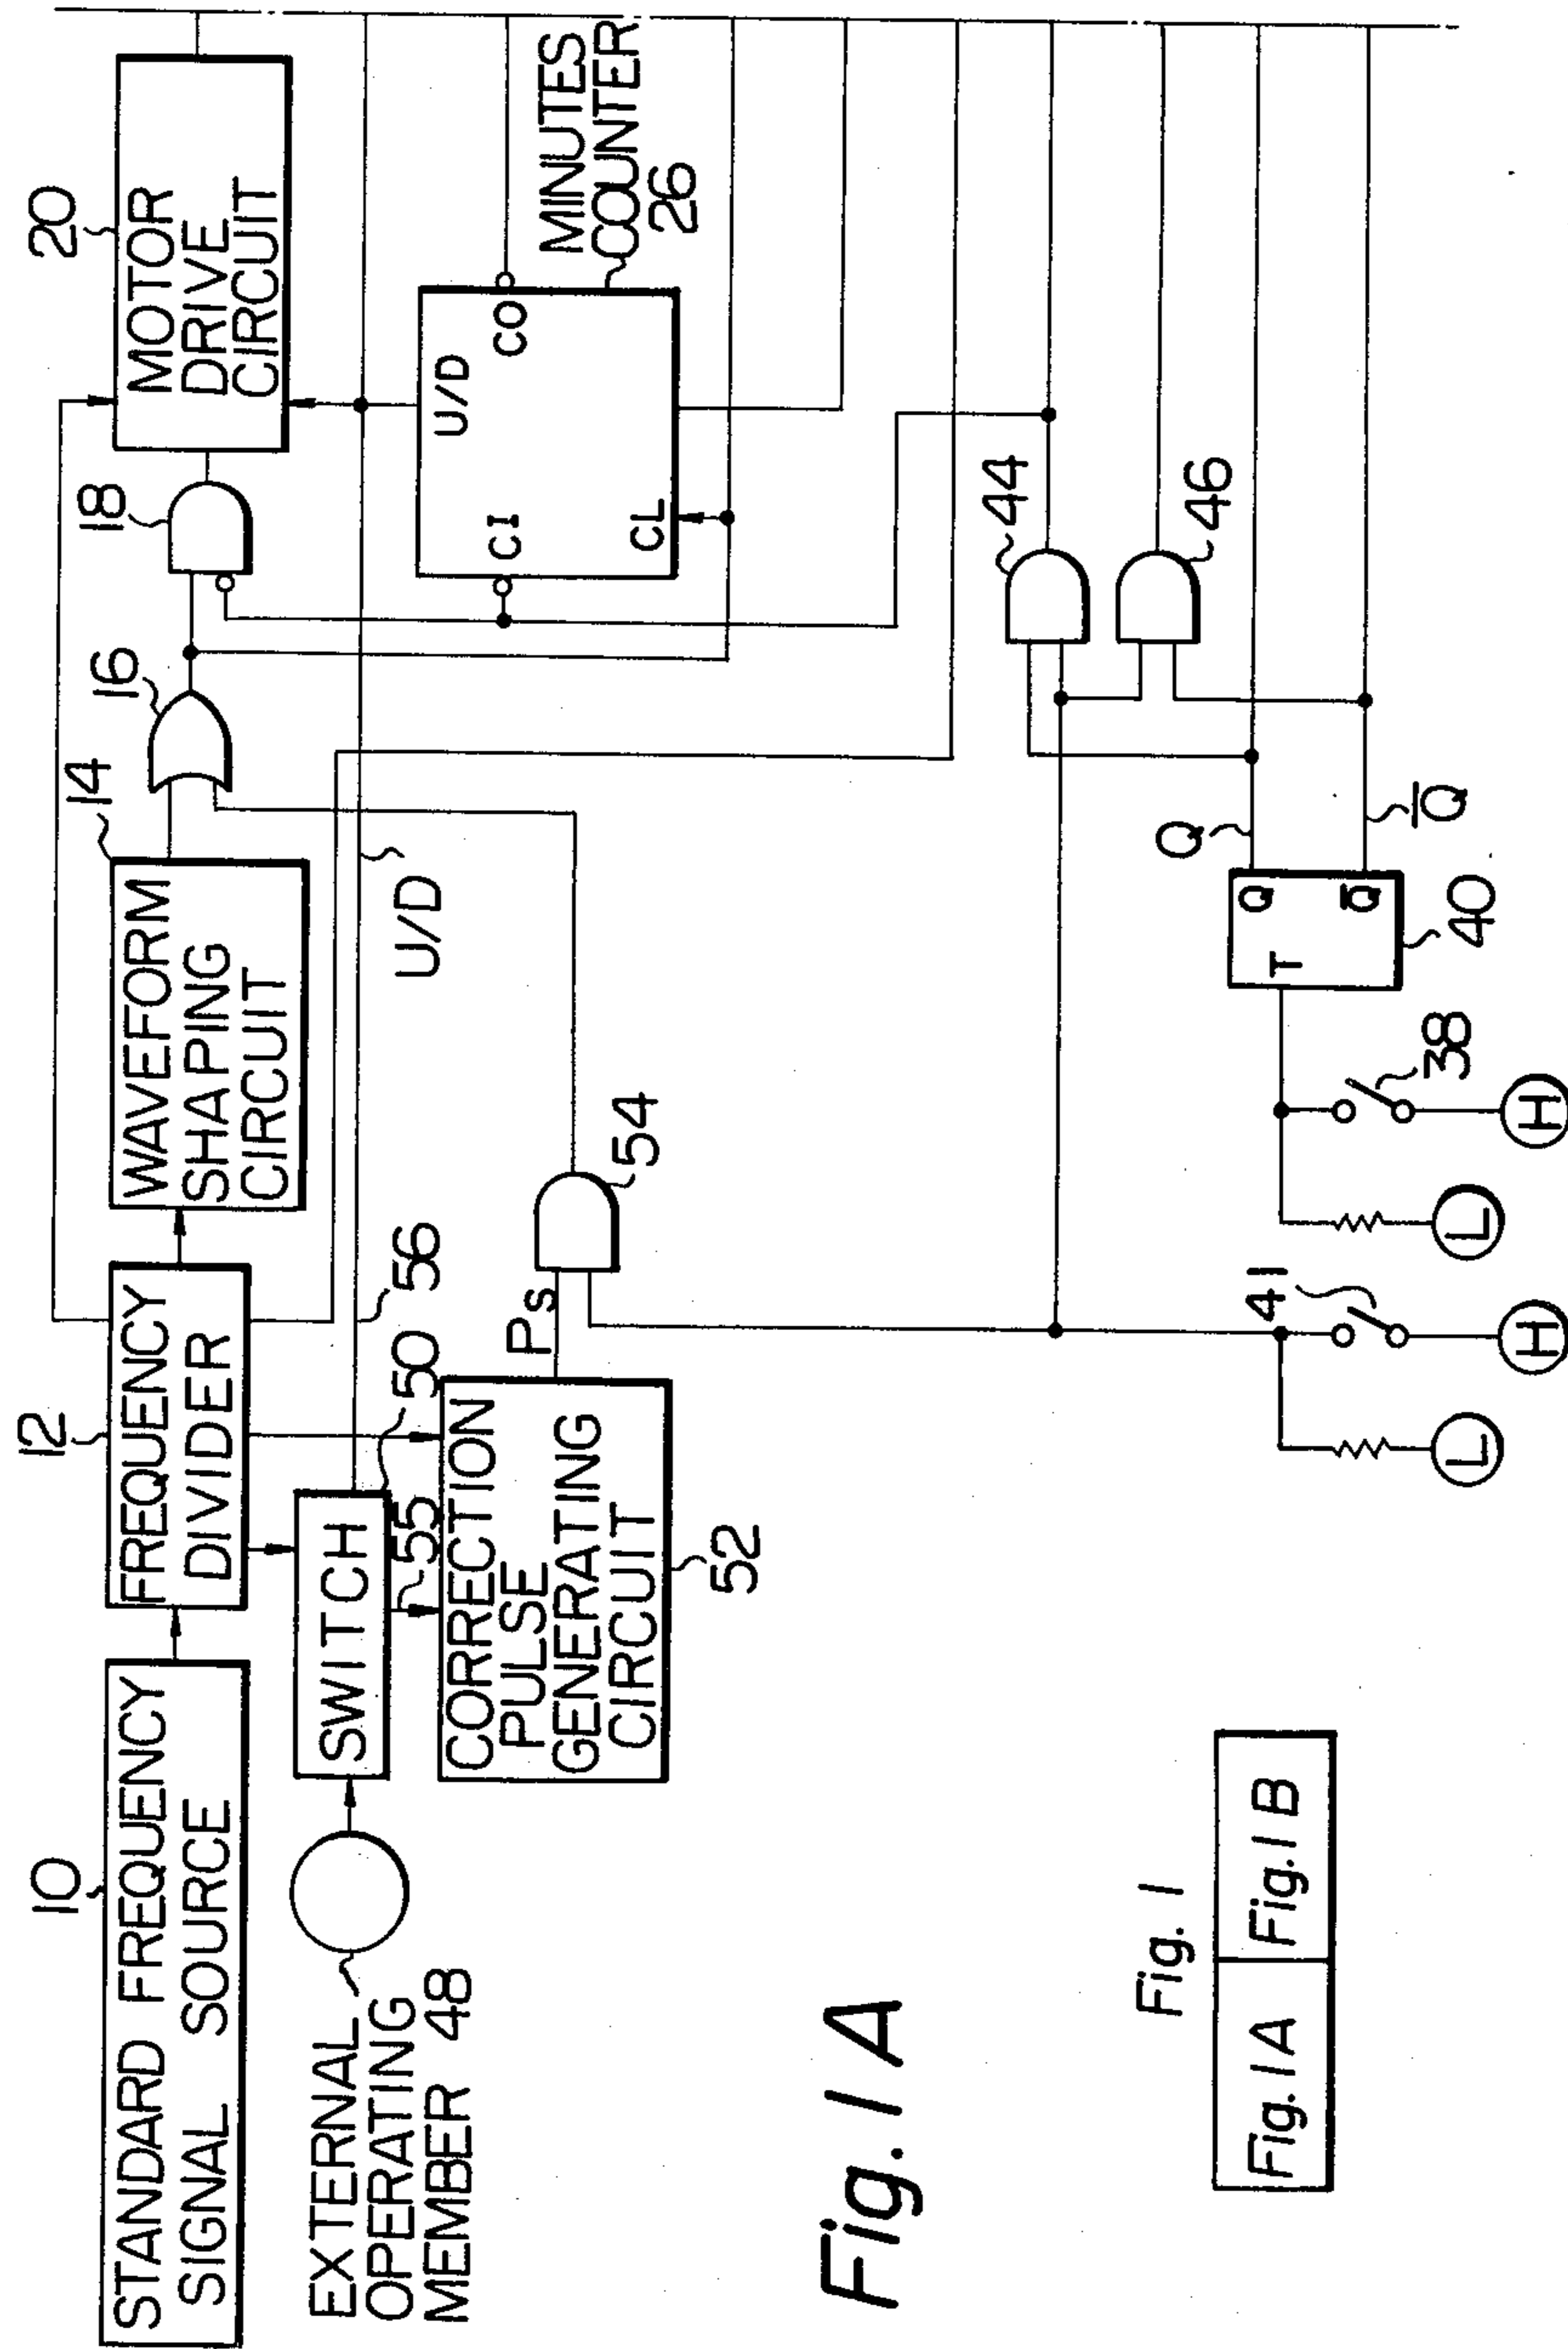 10
STANDARD FREQUENCY
SIGNAL SOURCE
12
FREQUENCY
DIVIDER
14
WAVEFORM
SHAPING
CIRCUIT
16
18
20
MOTOR
DRIVE
CIRCUIT
EXTERNAL
OPERATING
MEMBER 48
SWITCH
50
55
56
U/D
CORRECTION
PULSE
GENERATING
CIRCUIT
52
Ps
54
U/D
CI
CO
CL
MINUTES
COUNTER
26
44
46
Q
Q̅
T
Q
Q̅
40
38
41
L
H
L
H
Fig. 1 A
Fig. 1
Fig. 1 A
Fig. 1 B